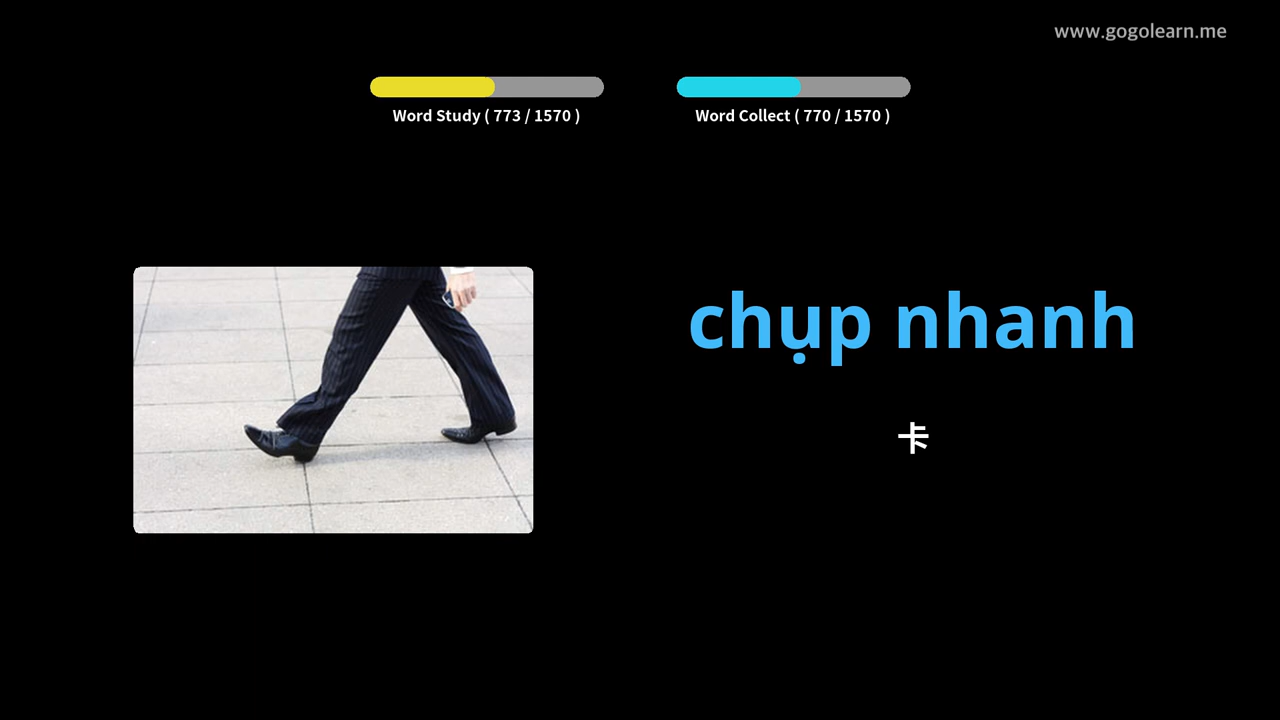 www.gogolearn.me
Word Study ( 773 / 1570 )
Word Collect ( 770 / 1570 )
chụp nhanh
卡